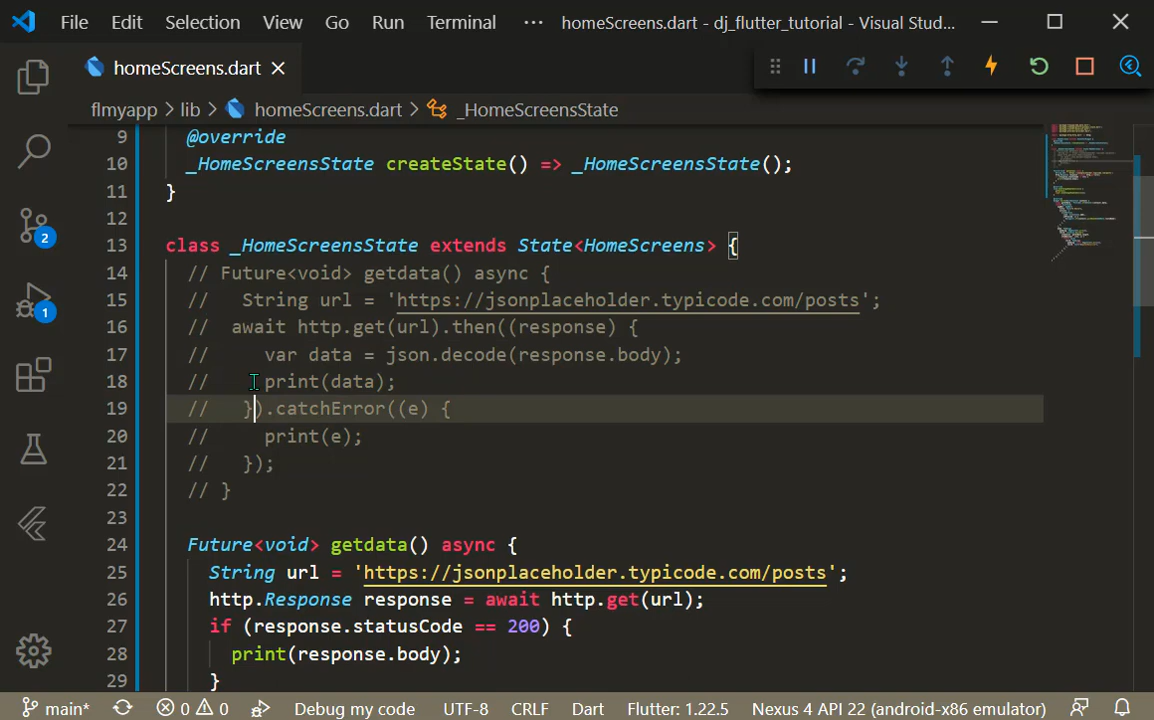 File Edit Selection View Go Run Terminal ··· homeScreens.dart - dj_flutter_tutorial - Visual Stud...
homeScreens.dart
flmyapp > lib > homeScreens.dart > _HomeScreensState
9 @override
10 _HomeScreensState createState() => _HomeScreensState();
11 }
12
13 class _HomeScreensState extends State<HomeScreens> {
14 // Future<void> getdata() async {
15 //   String url = 'https://jsonplaceholder.typicode.com/posts';
16 //  await http.get(url).then((response) {
17 //     var data = json.decode(response.body);
18 //     print(data);
19 //   }).catchError((e) {
20 //     print(e);
21 //   });
22 // }
23
24 Future<void> getdata() async {
25 String url = 'https://jsonplaceholder.typicode.com/posts';
26 http.Response response = await http.get(url);
27 if (response.statusCode == 200) {
28 print(response.body);
29 }
2
1
main* 0 0 Debug my code UTF-8 CRLF Dart Flutter: 1.22.5 Nexus 4 API 22 (android-x86 emulator)